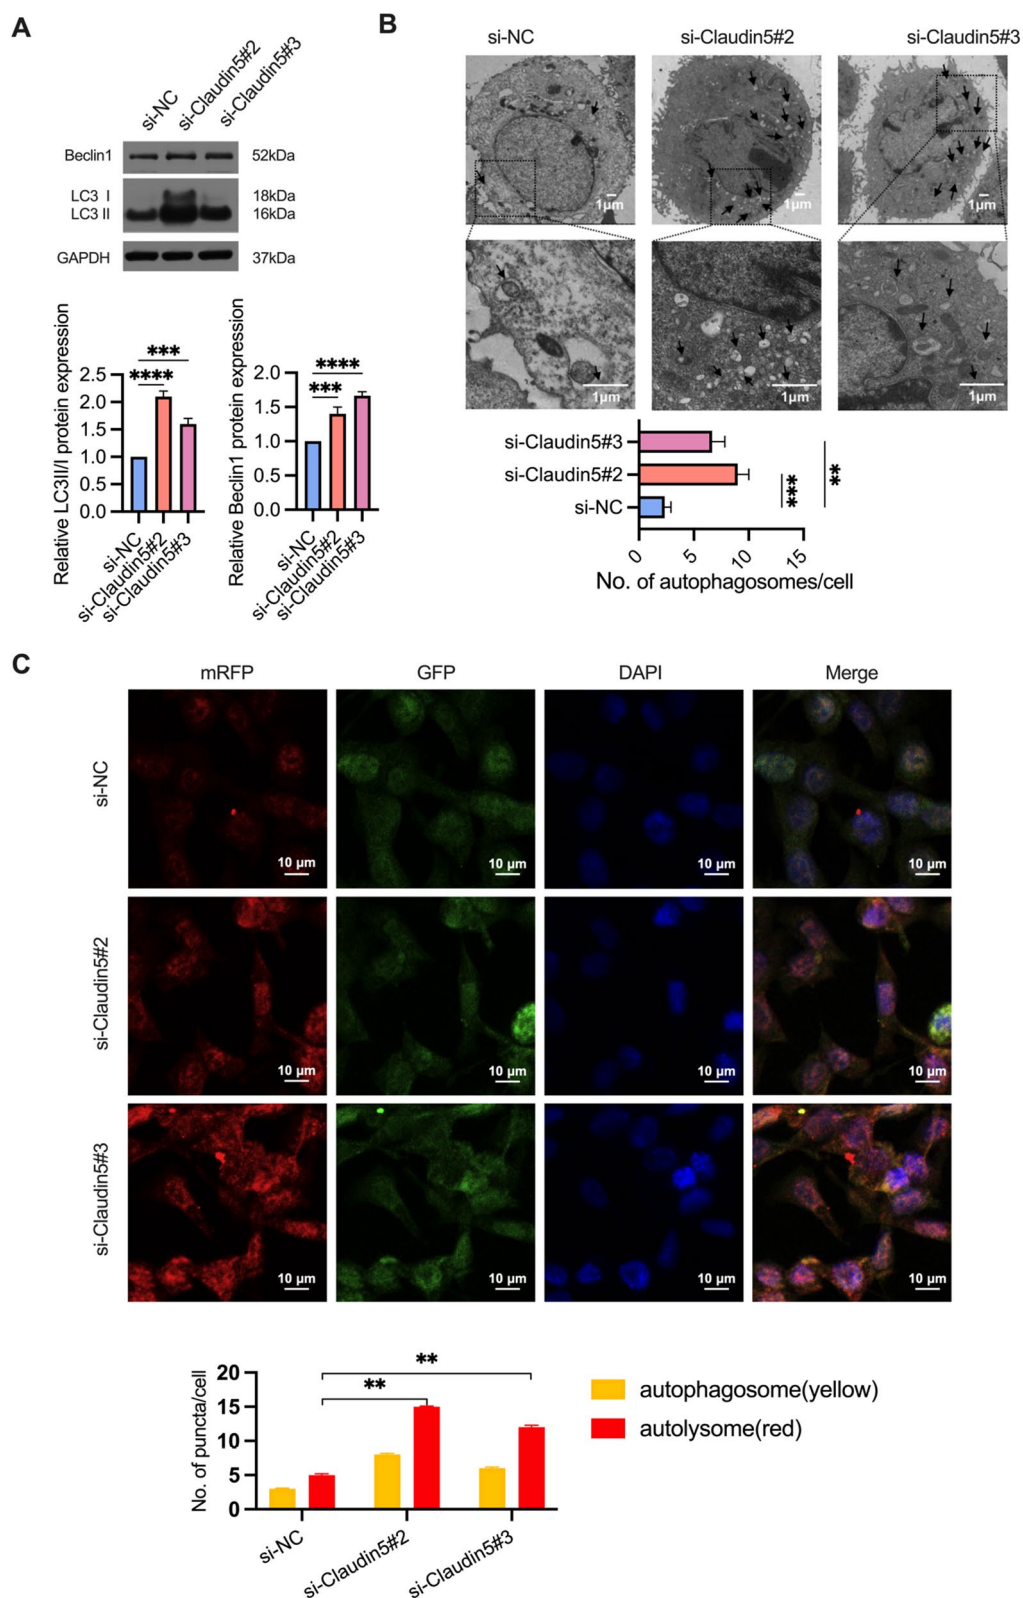 A
si-NC
si-Claudin5#2
si-Claudin5#3
Beclin1
52kDa
LC3 I
18kDa
LC3 II
16kDa
GAPDH
37kDa
Relative LC3II/I protein expression
2.5
2.0
1.5
1.0
0.5
0.0
***
****
si-NC
si-Claudin5#2
si-Claudin5#3
Relative Beclin1 protein expression
2.0
1.5
1.0
0.5
0.0
****
***
si-NC
si-Claudin5#2
si-Claudin5#3
B
si-NC
si-Claudin5#2
si-Claudin5#3
1μm
1μm
1μm
1μm
1μm
1μm
si-Claudin5#3
si-Claudin5#2
si-NC
***
**
0
5
10
15
No. of autophagosomes/cell
C
mRFP
GFP
DAPI
Merge
si-NC
10 μm
10 μm
10 μm
10 μm
si-Claudin5#2
10 μm
10 μm
10 μm
10 μm
si-Claudin5#3
10 μm
10 μm
10 μm
10 μm
No. of puncta/cell
20
15
10
5
0
**
**
si-NC
si-Claudin5#2
si-Claudin5#3
autophagosome(yellow)
autolysome(red)